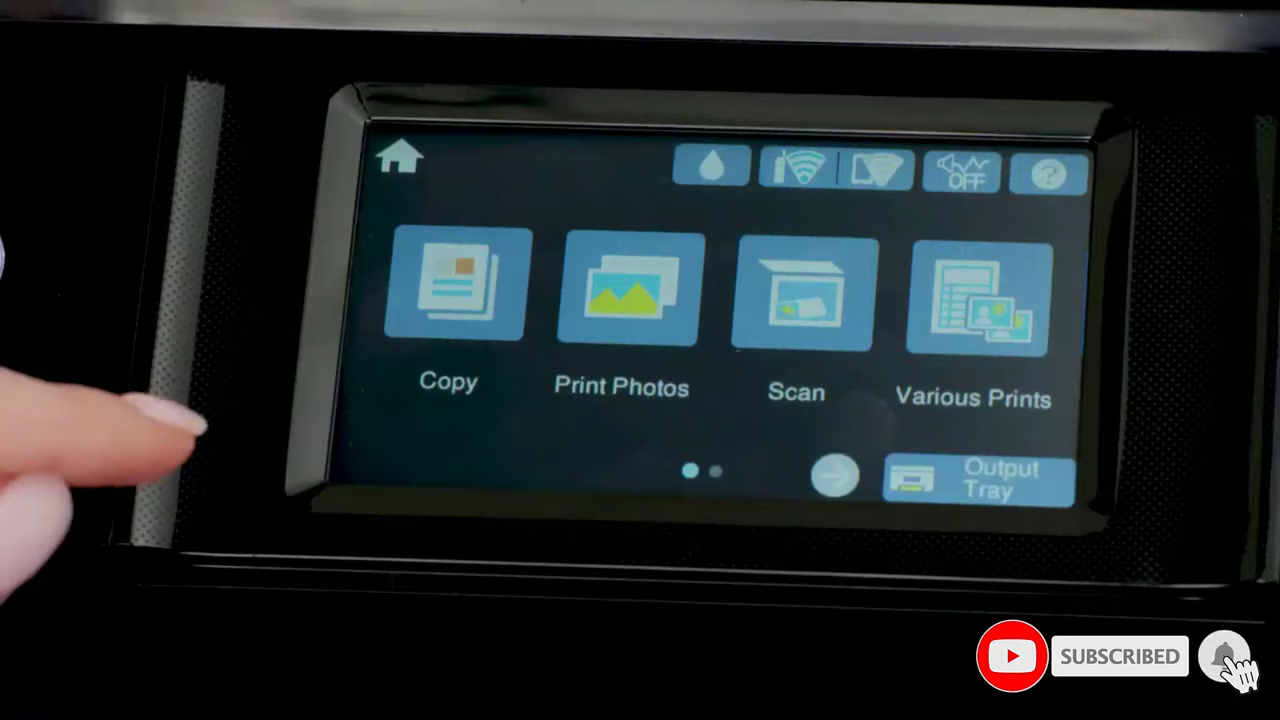 OFF
?
Copy
Print Photos
Scan
Various Prints
Output
Tray
SUBSCRIBED